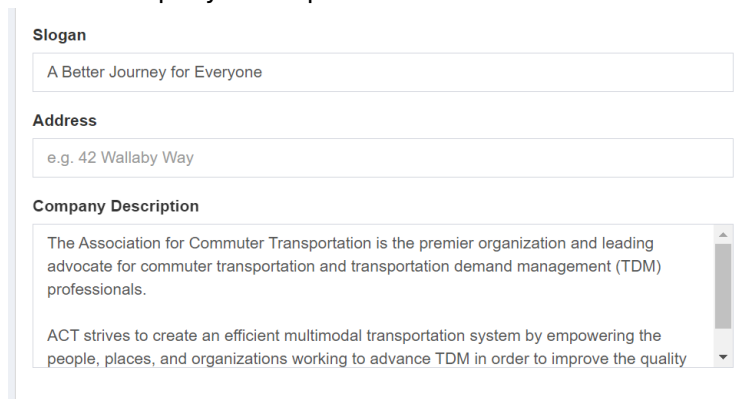 Slogan
A Better Journey for Everyone
Address
e.g. 42 Wallaby Way
Company Description
The Association for Commuter Transportation is the premier organization and leading
advocate for commuter transportation and transportation demand management (TDM)
professionals.
ACT strives to create an efficient multimodal transportation system by empowering the
people, places, and organizations working to advance TDM in order to improve the quality